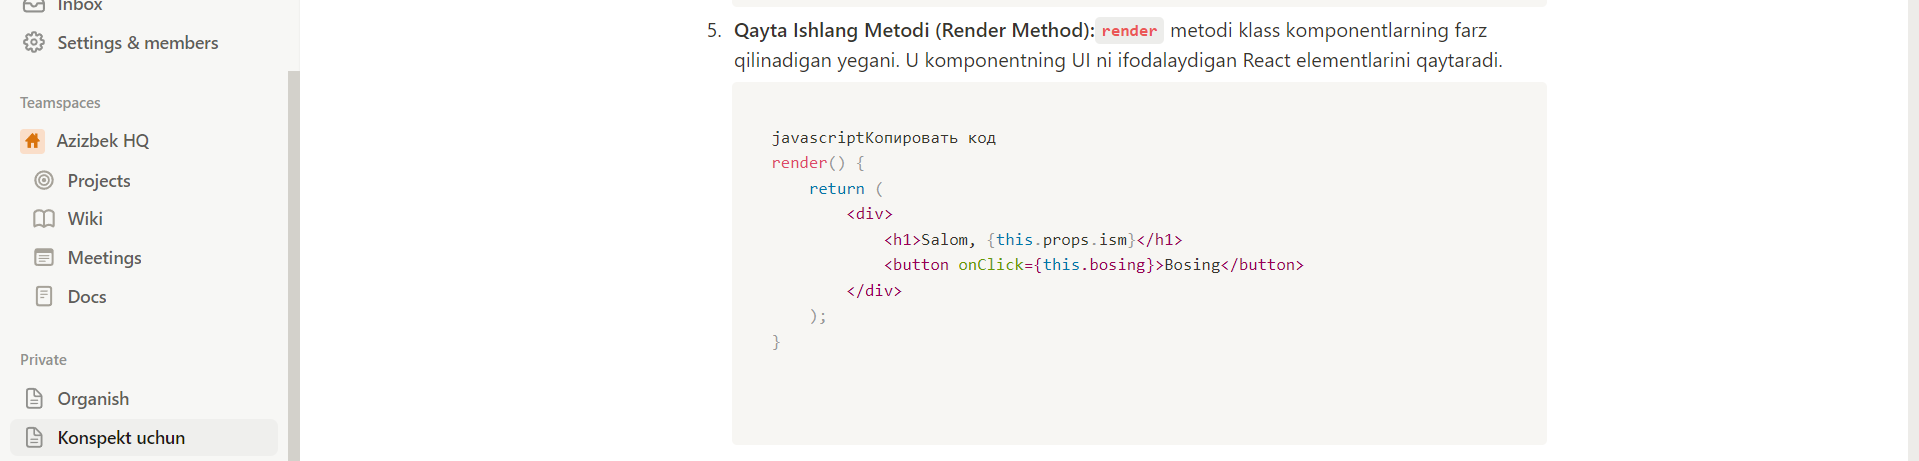 Inbox
Settings & members
Teamspaces
Azizbek HQ
Projects
Wiki
Meetings
Docs
Private
Organish
Konspekt uchun
5. Qayta Ishlang Metodi (Render Method): render metodi klass komponentlarning farz
qilinadigan yegani. U komponentning UI ni ifodalaydigan React elementlarini qaytaradi.
javascriptКопировать код
render() {
    return (
        <div>
            <h1>Salom, {this.props.ism}</h1>
            <button onClick={this.bosing}>Bosing</button>
        </div>
    );
}